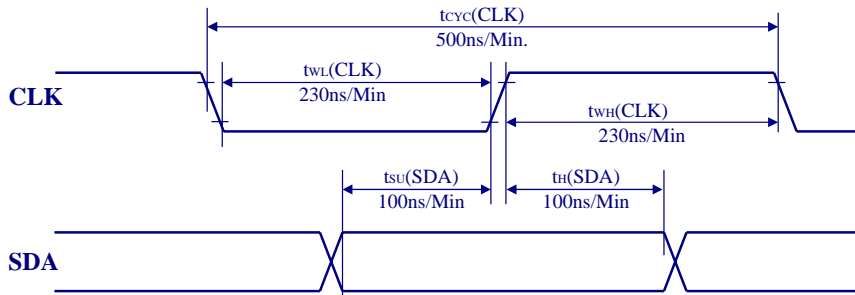 tCYC(CLK)
500ns/Min.
CLK
tWL(CLK)
230ns/Min
tWH(CLK)
230ns/Min
tSU(SDA)
100ns/Min
tH(SDA)
100ns/Min
SDA